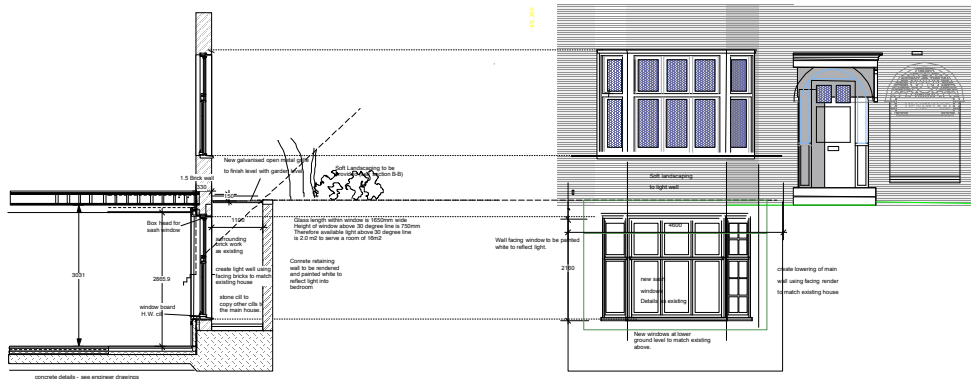 New galvanised open metal grille
to finish level with garden level.
Soft Landscaping to be
1.5 Brick wall
330
150
1100
Box head for
sash window
Glass length within window is 1650mm wide
Height of window above 30 degree line is 750mm
Therefore available light above 30 degree line
is 2.0 m2 to serve a room of 16m2
surrounding
brick work
as existing
Conrete retaining
wall to be rendered
and painted white to
reflect light into
bedroom
create light well using
facing bricks to match
existing house
3031
2865.9
stone cill to
copy other cills to
the main house.
window board
H.W. cill
concrete details - see engineer drawings
Soft landscaping
to light well
4600
Wall facing window to be painted
white to reflect light.
2160
new sash
windows
Details to existing
create lowering of main
wall using facing render
to match existing house
New windows at lower
ground level to match existing
above.